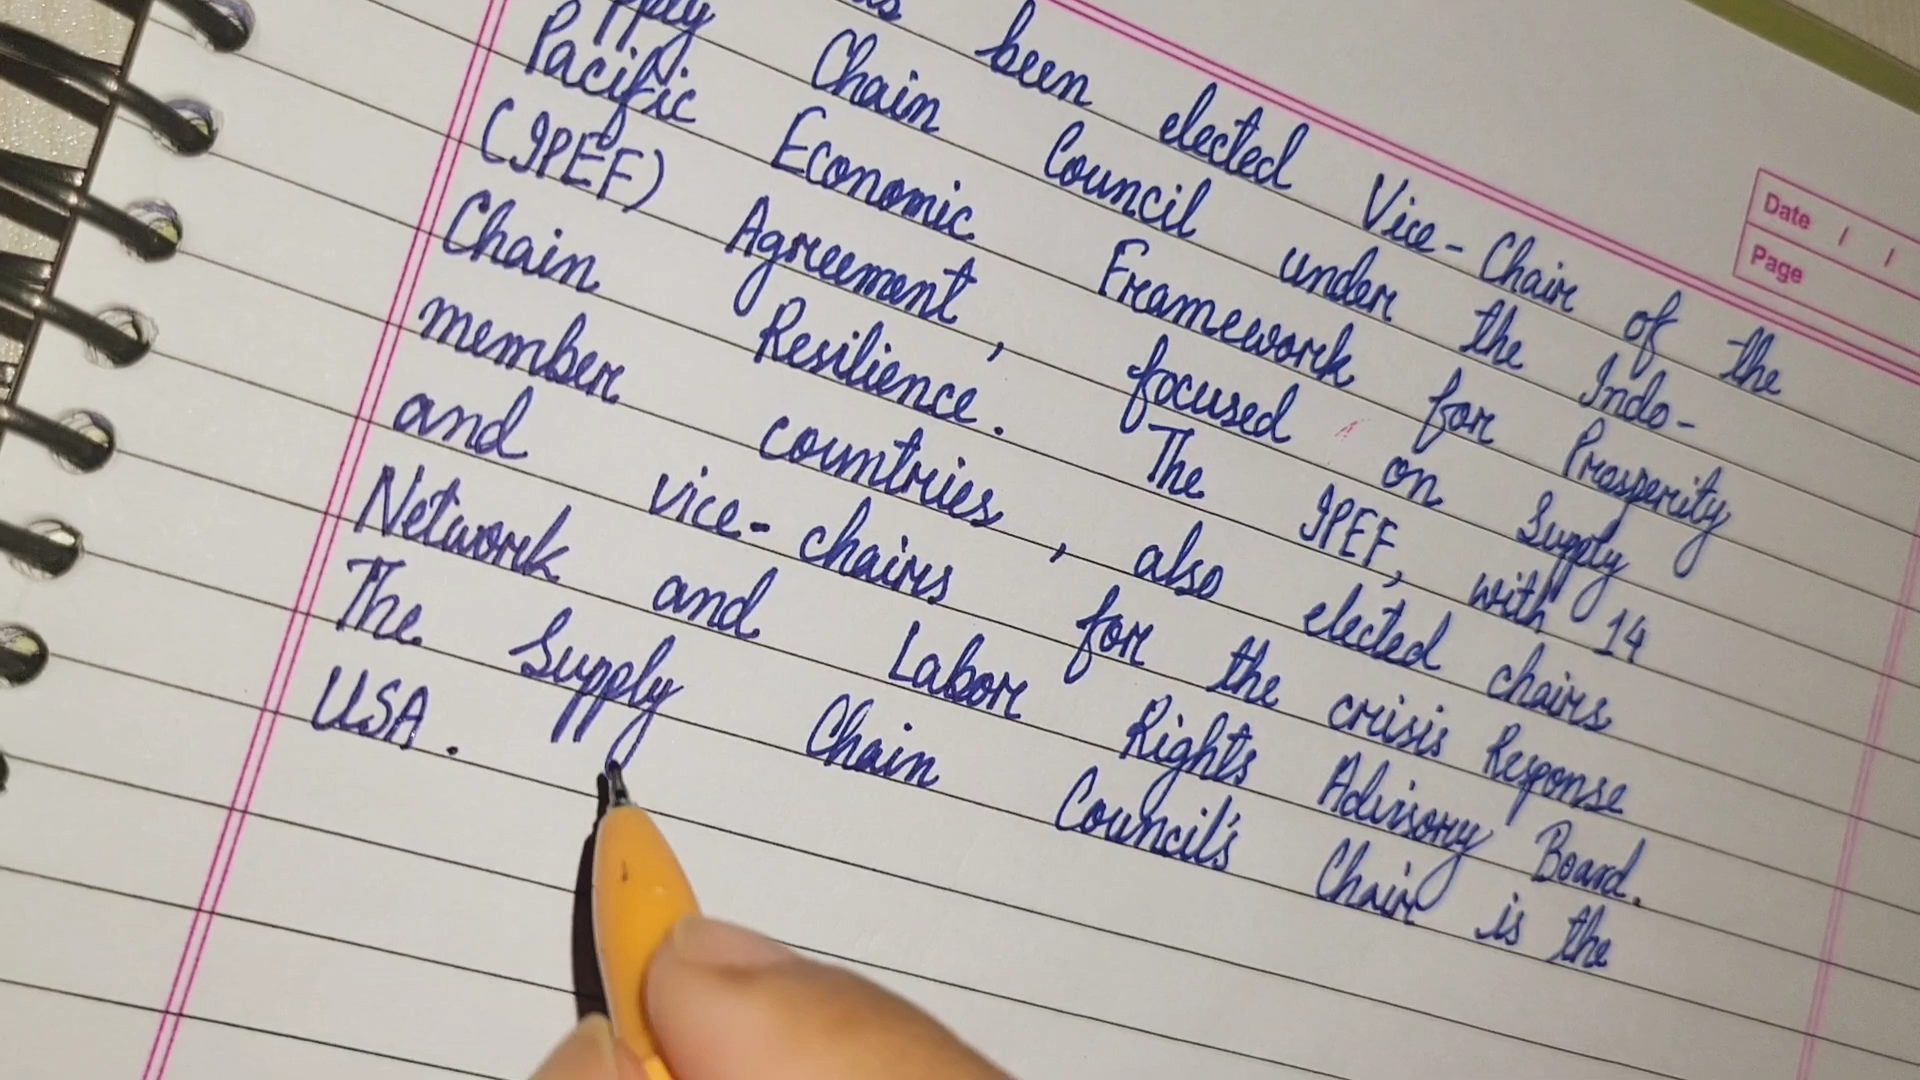 been elected Vice-Chair of the
Chain Council under the Indo-
Pacific Economic Framework for Prosperity
(IPEF) Agreement, focused on Supply
Chain Resilience. The IPEF, with 14
member countries, also elected chairs
and vice-chairs for the crisis Response
Network and Labor Rights Advisory Board.
The Supply Chain Council's Chair is the
USA.
Date / /
Page